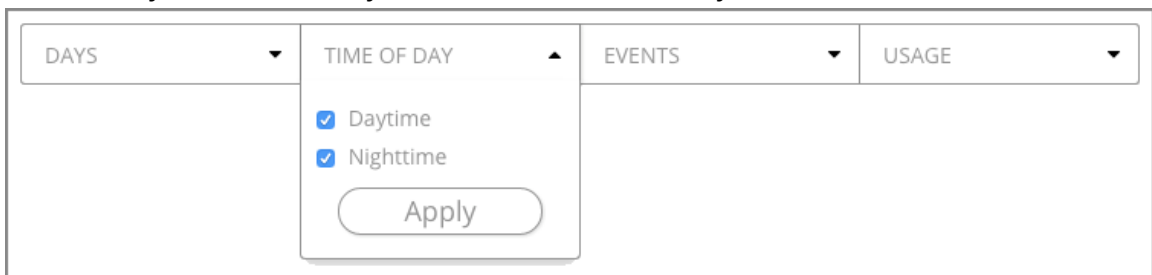 DAYS TIME OF DAY EVENTS USAGE
Daytime
Nighttime
Apply